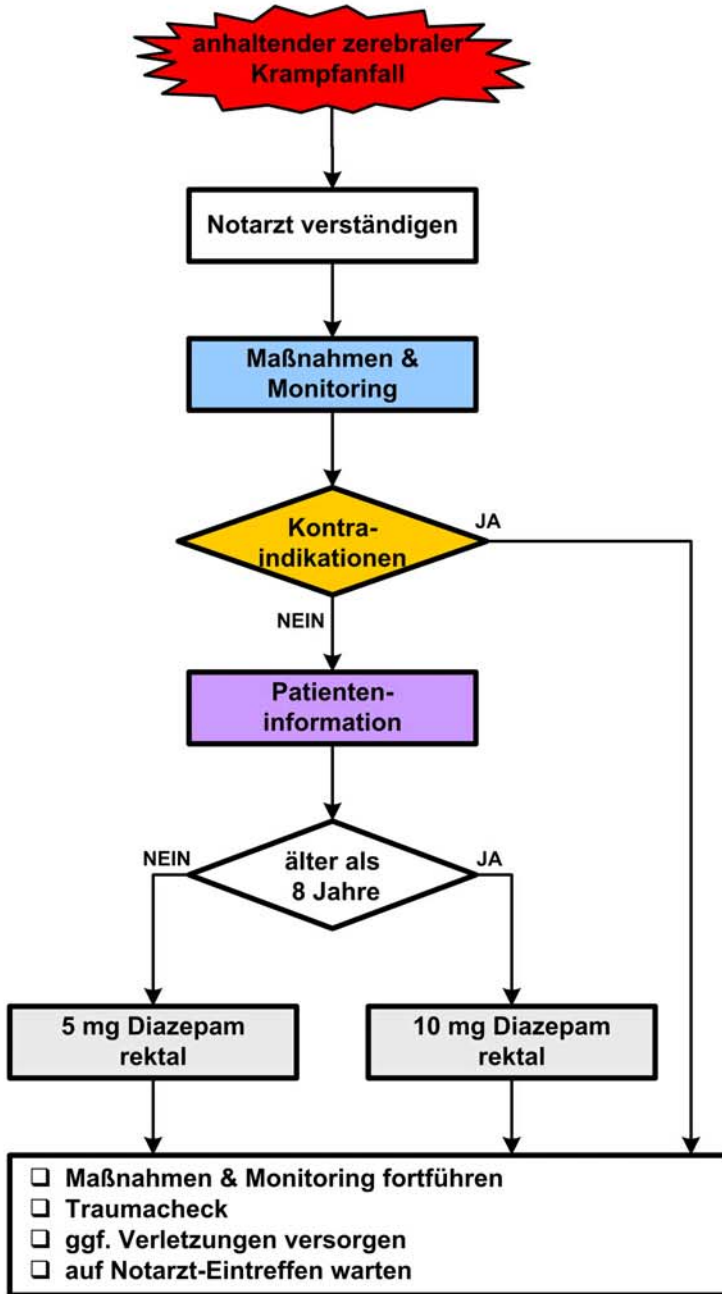 anhaltender zerebraler
Krampfanfall
Notarzt verständigen
Maßnahmen &
Monitoring
Kontra-
indikationen
JA
NEIN
Patienten-
information
NEIN
älter als
8 Jahre
JA
5 mg Diazepam
rektal
10 mg Diazepam
rektal
❑ Maßnahmen & Monitoring fortführen
❑ Traumacheck
❑ ggf. Verletzungen versorgen
❑ auf Notarzt-Eintreffen warten